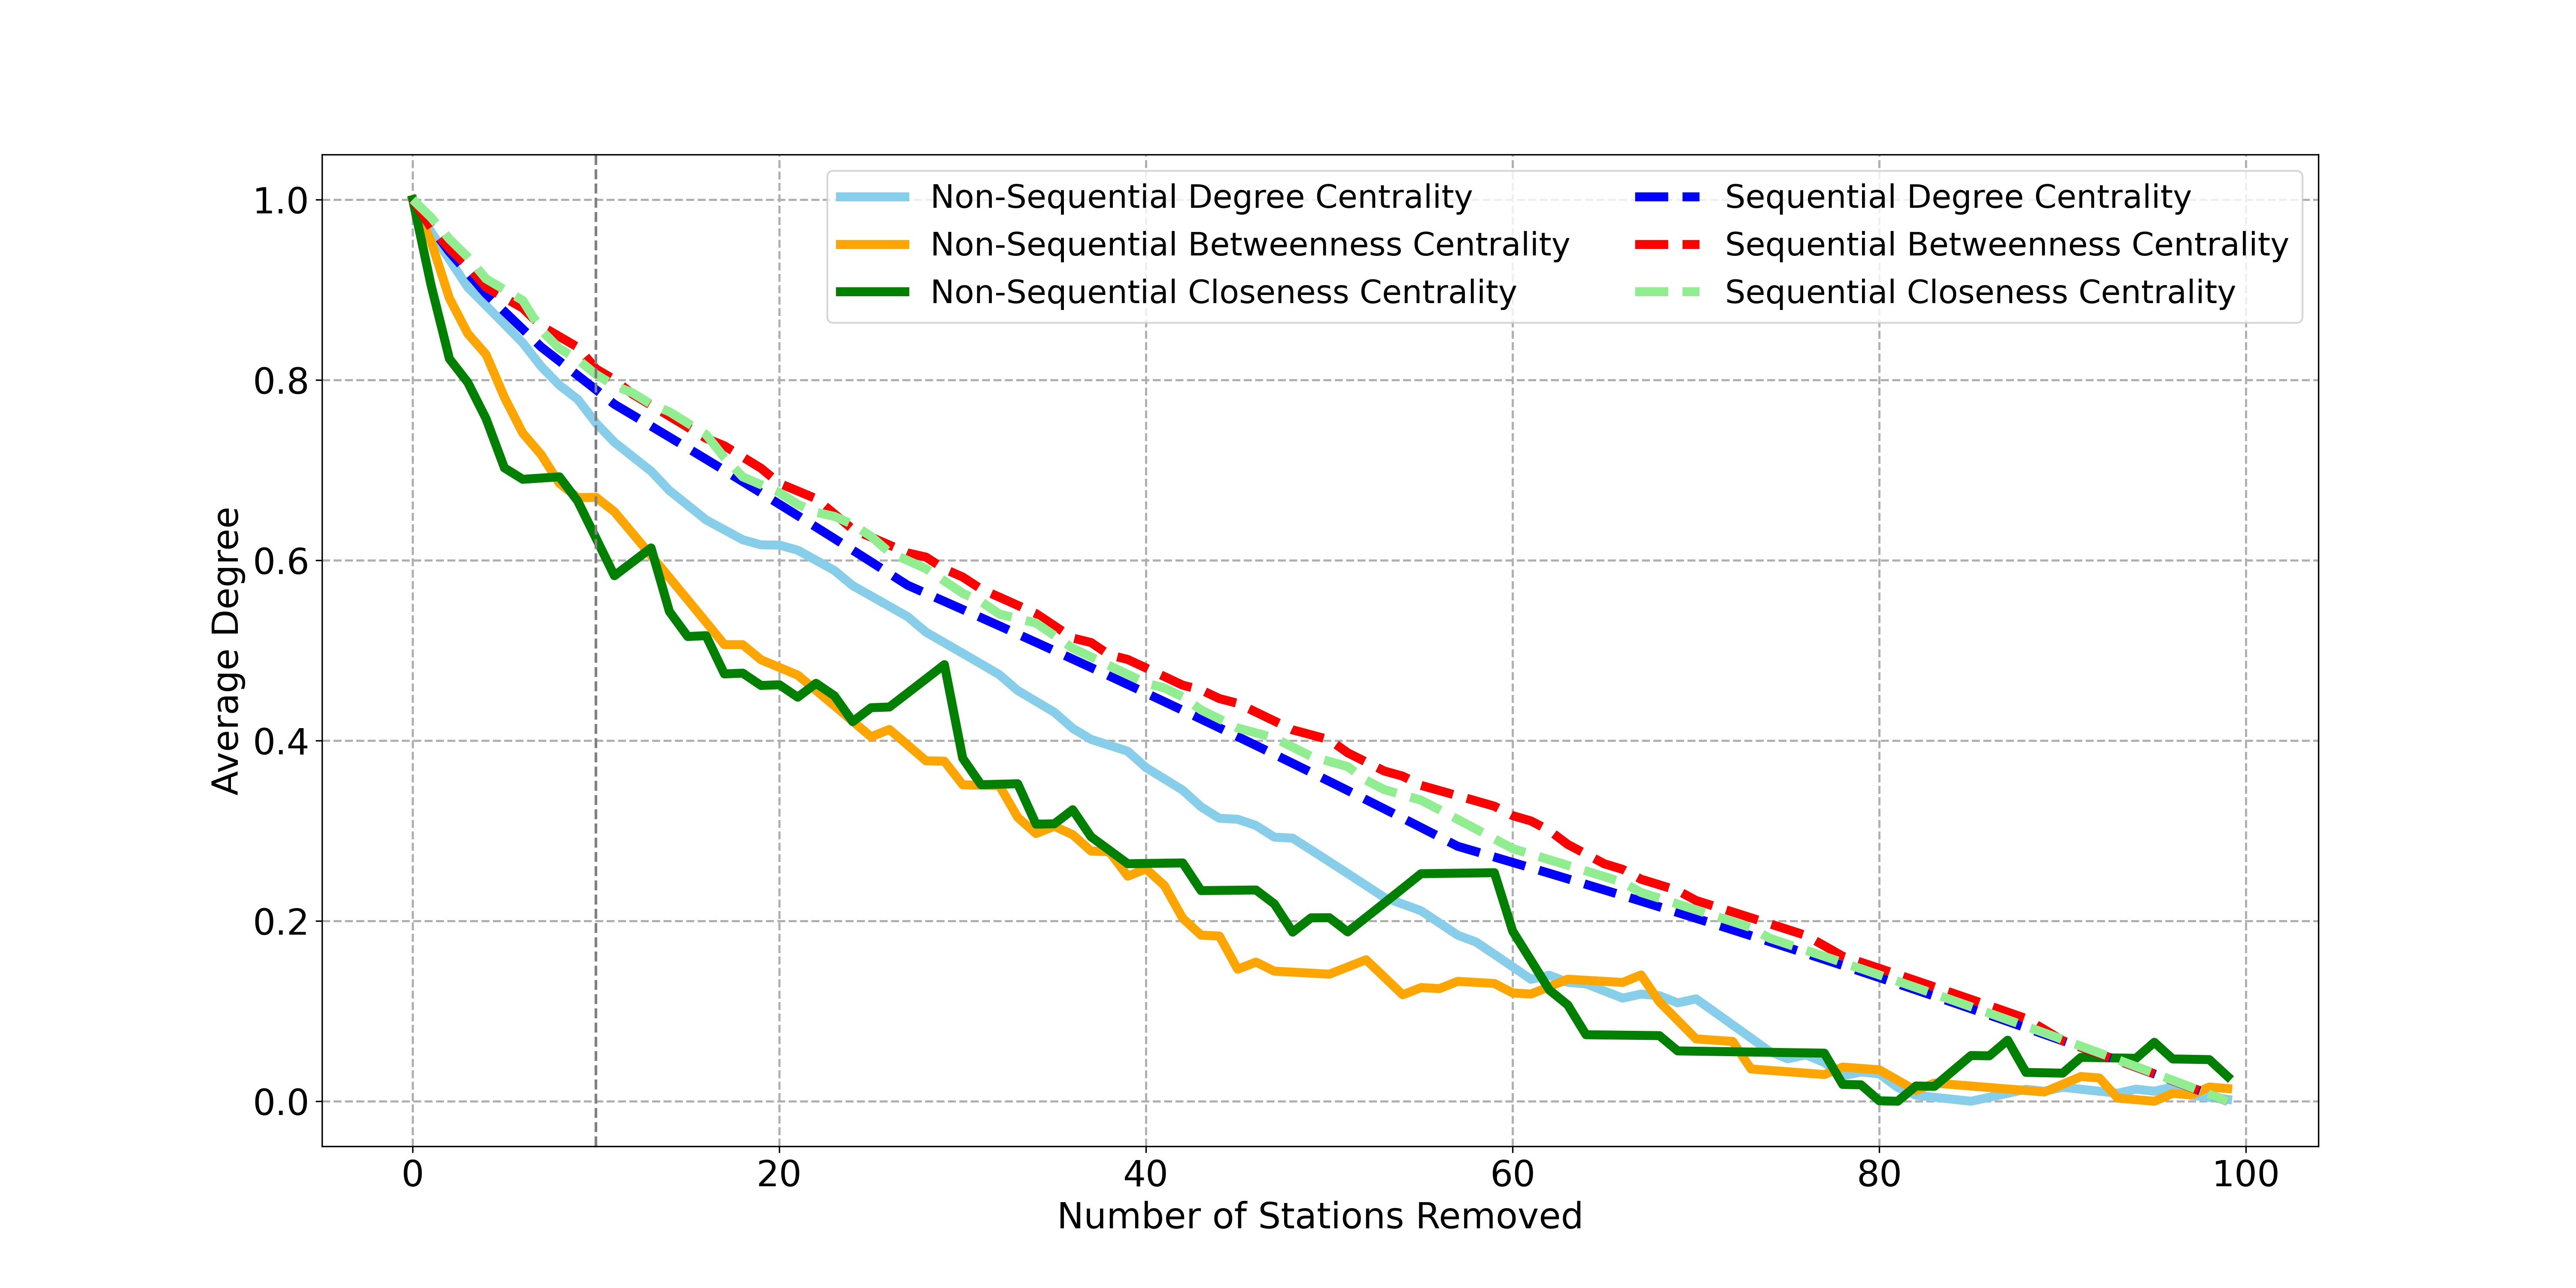 Non-Sequential Degree Centrality
Non-Sequential Betweenness Centrality
Non-Sequential Closeness Centrality
Sequential Degree Centrality
Sequential Betweenness Centrality
Sequential Closeness Centrality
Average Degree
1.0
0.8
0.6
0.4
0.2
0.0
0 20 40 60 80 100
Number of Stations Removed